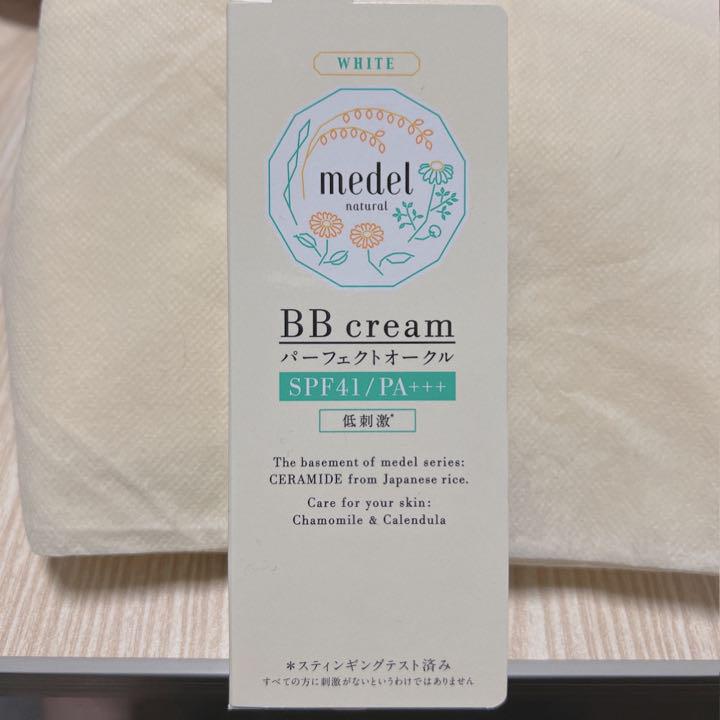 WHITE
medel
natural
BB cream
パーフェクトオークル
SPF41/PA+++
低刺激*
The basement of medel series:
CERAMIDE from Japanese rice.
Care for your skin:
Chamomile & Calendula
*スティンギングテスト済み
すべての方に刺激がないというわけではありません